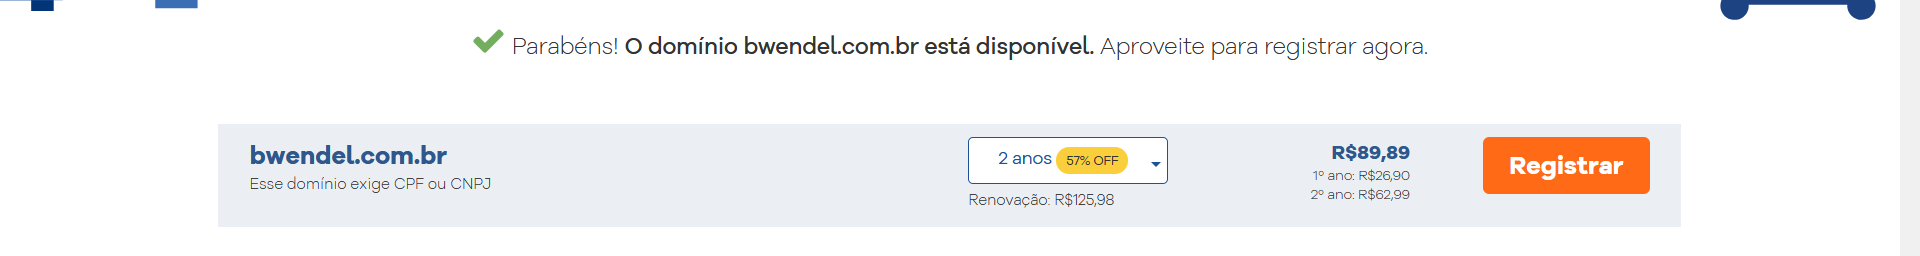 Parabéns! O domínio bwendel.com.br está disponível. Aproveite para registrar agora.
bwendel.com.br
Esse domínio exige CPF ou CNPJ
2 anos 57% OFF
Renovação: R$125,98
R$89,89
1º ano: R$26,90
2º ano: R$62,99
Registrar